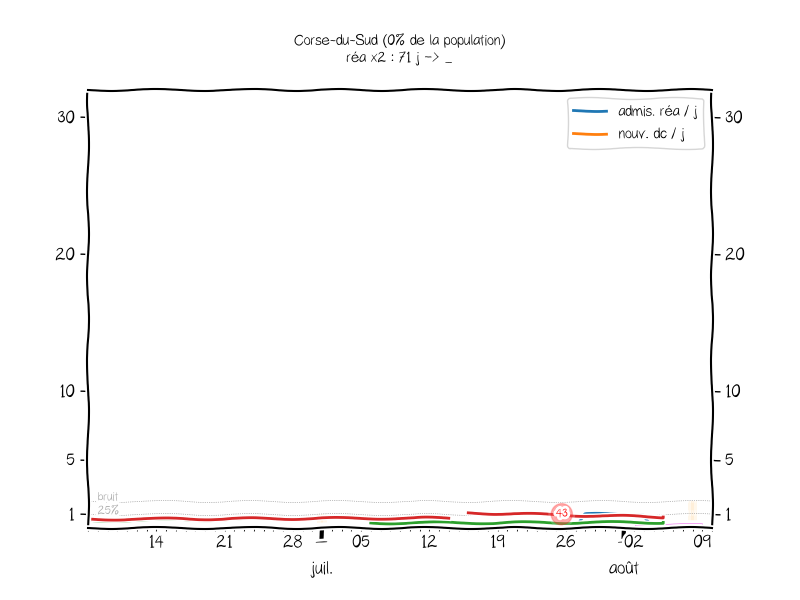 Corse-du-Sud (0% de la population)
réa x2 : 71 j -> _
30
20
10
5
1
30
20
10
5
1
admis. réa / j
nouv. dc / j
bruit
25%
43
14 21 28 05 12 19 26 02 09
juil. août